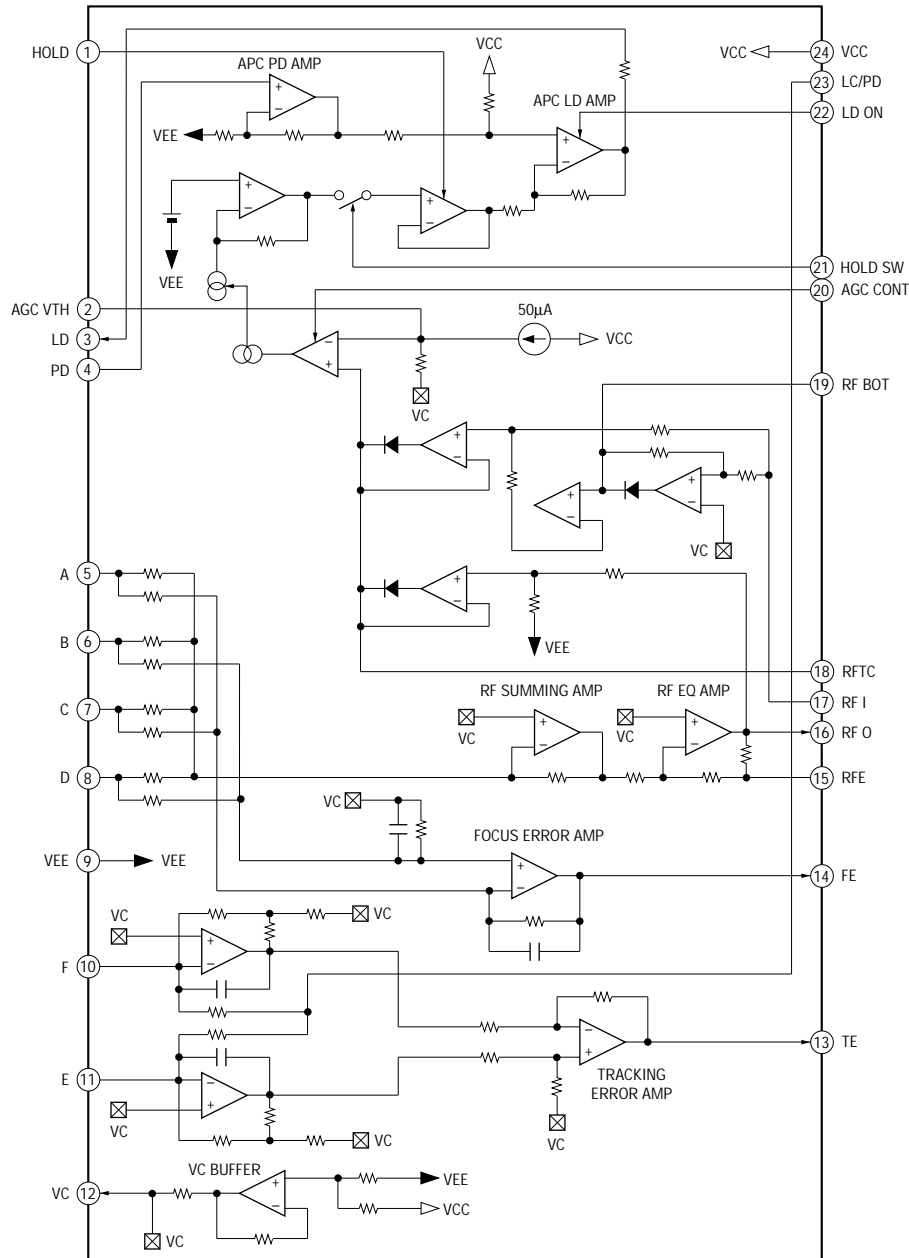 HOLD 1
APC PD AMP
VCC
APC LD AMP
VCC 24 VCC
23 LC/PD
22 LD ON
VEE
+
−
+
−
+
−
+
−
VEE
21 HOLD SW
20 AGC CONT
AGC VTH 2
LD 3
PD 4
50µA
VCC
−
+
VC
19 RF BOT
+
−
+
−
+
−
VC
A 5
B 6
C 7
D 8
+
−
VEE
18 RFTC
17 RF I
16 RF O
15 RFE
RF SUMMING AMP
RF EQ AMP
VC
+
−
VC
+
−
VC
FOCUS ERROR AMP
+
−
14 FE
VEE 9 VEE
VC
VC
+
−
F 10
E 11
−
+
VC
VC
−
+
13 TE
TRACKING
ERROR AMP
VC
VC BUFFER
VC 12
+
−
VEE
VCC
VC